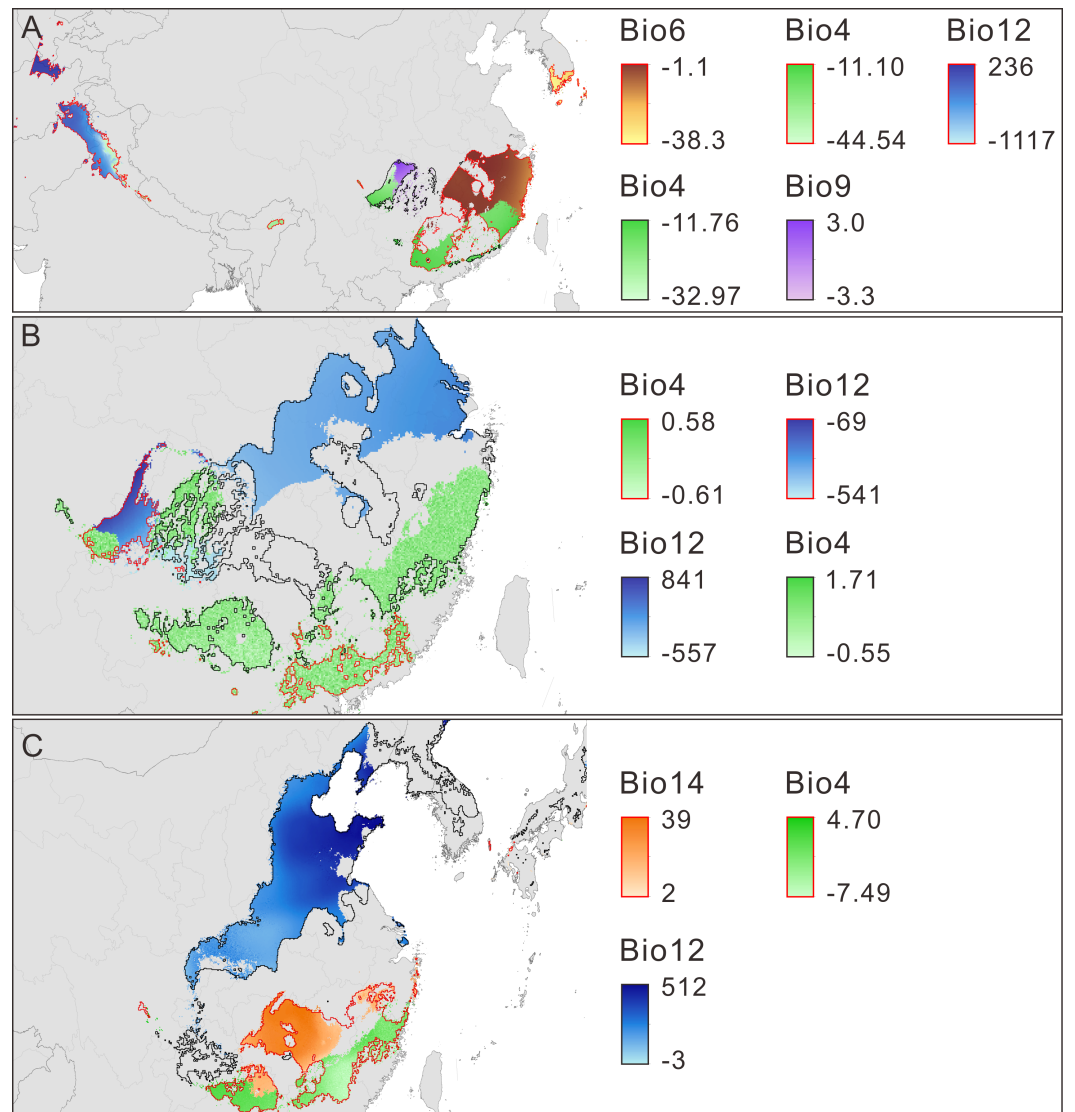 A
Bio6 Bio4 Bio12
-1.1 -11.10 236
-38.3 -44.54 -1117
Bio4 Bio9
-11.76 3.0
-32.97 -3.3
B
Bio4 Bio12
0.58 -69
-0.61 -541
Bio12 Bio4
841 1.71
-557 -0.55
C
Bio14 Bio4
39 4.70
2 -7.49
Bio12
512
-3